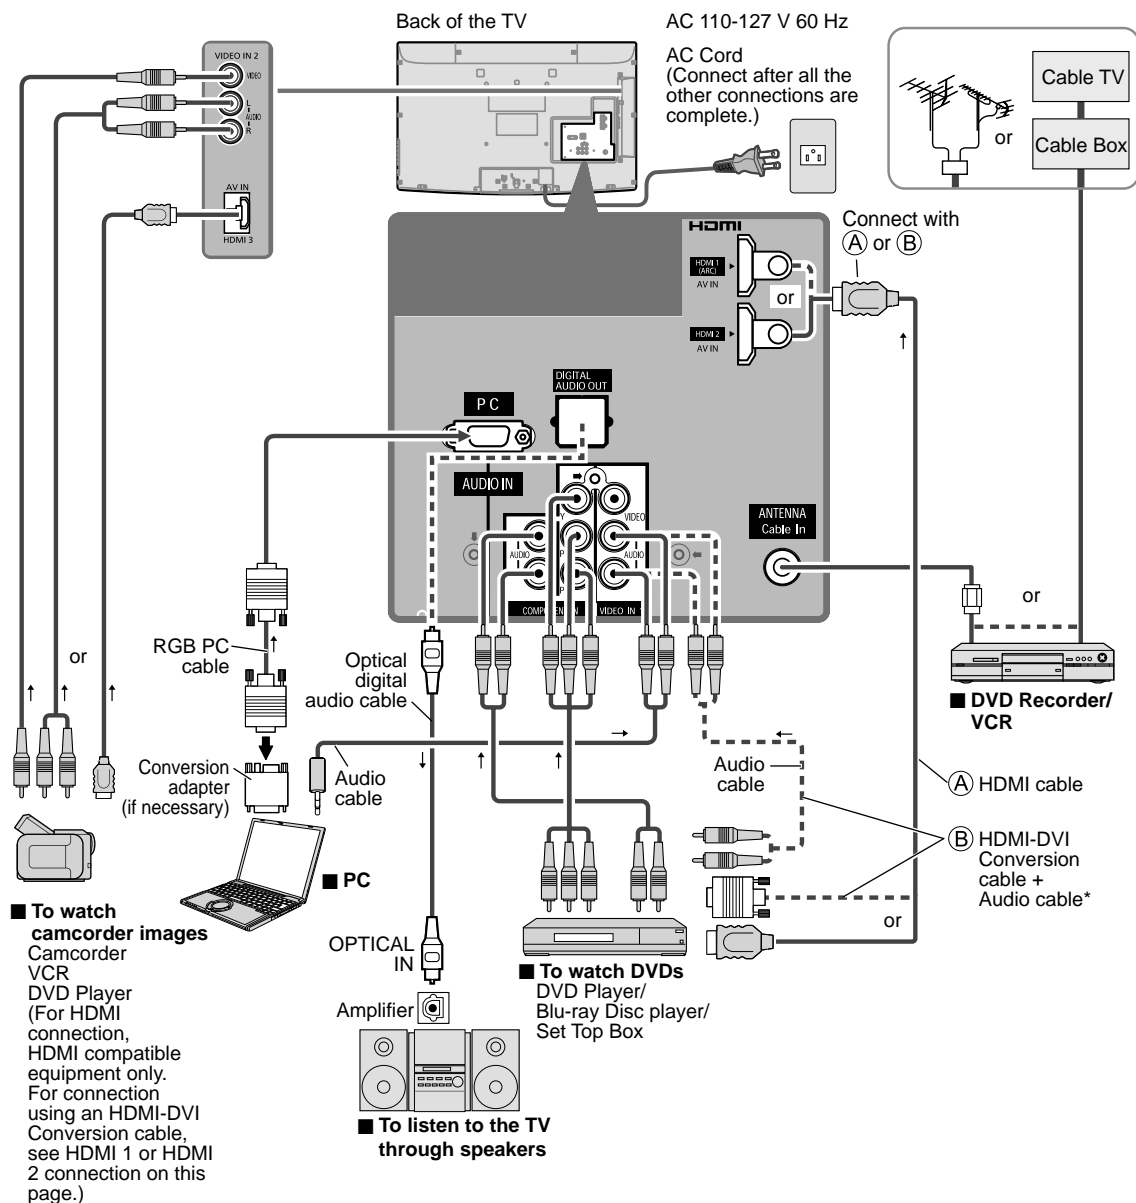 Back of the TV
AC 110-127 V 60 Hz
AC Cord
(Connect after all the
other connections are
complete.)
Cable TV
or
Cable Box
VIDEO IN 2
VIDEO
L
AUDIO
R
AV IN
HDMI 3
HDMI
HDMI 1
(ARC)
AV IN
or
HDMI 2
AV IN
Connect with
Ⓐ or Ⓑ
DIGITAL
AUDIO OUT
PC
AUDIO IN
Y
VIDEO
AUDIO
P
AUDIO
P
COMPONENT IN
VIDEO IN 1
ANTENNA
Cable In
or
RGB PC
cable
or
Optical
digital
audio cable
■ DVD Recorder/
VCR
Conversion
adapter
(if necessary)
Audio
cable
Audio
cable
Ⓐ HDMI cable
Ⓑ HDMI-DVI
Conversion
cable +
Audio cable*
or
■ PC
■ To watch
camcorder images
Camcorder
VCR
DVD Player
(For HDMI
connection,
HDMI compatible
equipment only.
For connection
using an HDMI-DVI
Conversion cable,
see HDMI 1 or HDMI
2 connection on this
page.)
OPTICAL
IN
Amplifier
■ To watch DVDs
DVD Player/
Blu-ray Disc player/
Set Top Box
■ To listen to the TV
through speakers